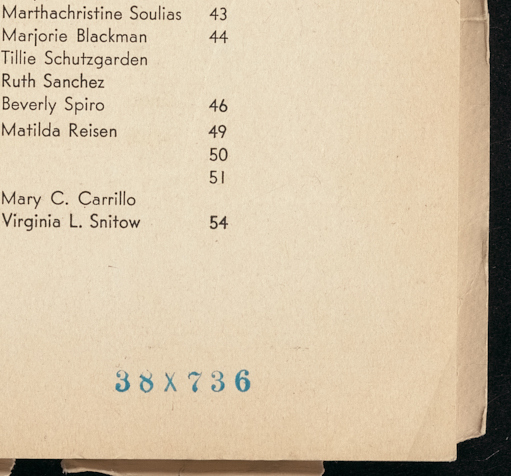 Marthachristine Soulias 43
Marjorie Blackman 44
Tillie Schutzgarden
Ruth Sanchez
Beverly Spiro 46
Matilda Reisen 49
50
51
Mary C. Carrillo
Virginia L. Snitow 54
38X736